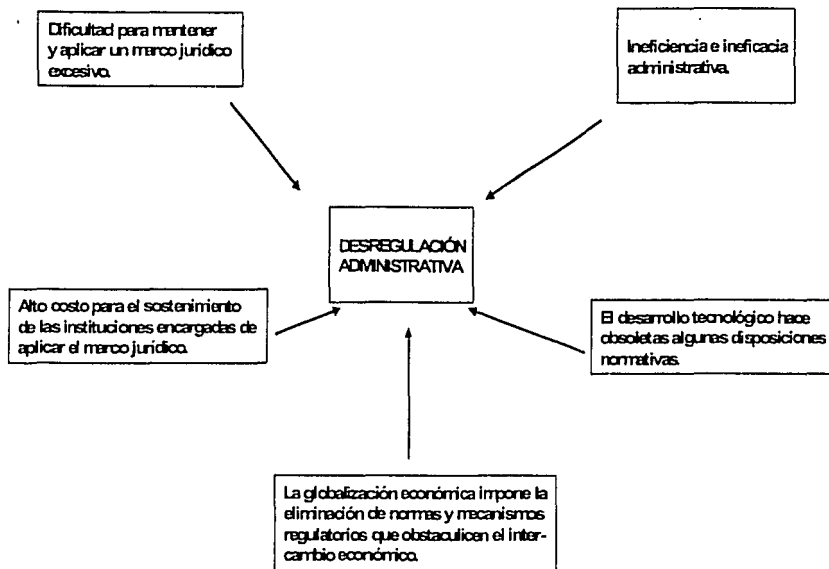 Dificultad para mantener
y aplicar un marco jurídico
excesivo.
Ineficiencia e ineficacia
administrativa.
DESREGULACIÓN
ADMINISTRATIVA
Alto costo para el sostenimiento
de las instituciones encargadas de
aplicar el marco jurídico.
El desarrollo tecnológico hace
obsoletas algunas disposiciones
normativas.
La globalización económica impone la
eliminación de normas y mecanismos
regulatorios que obstaculicen el inter-
cambio económico.